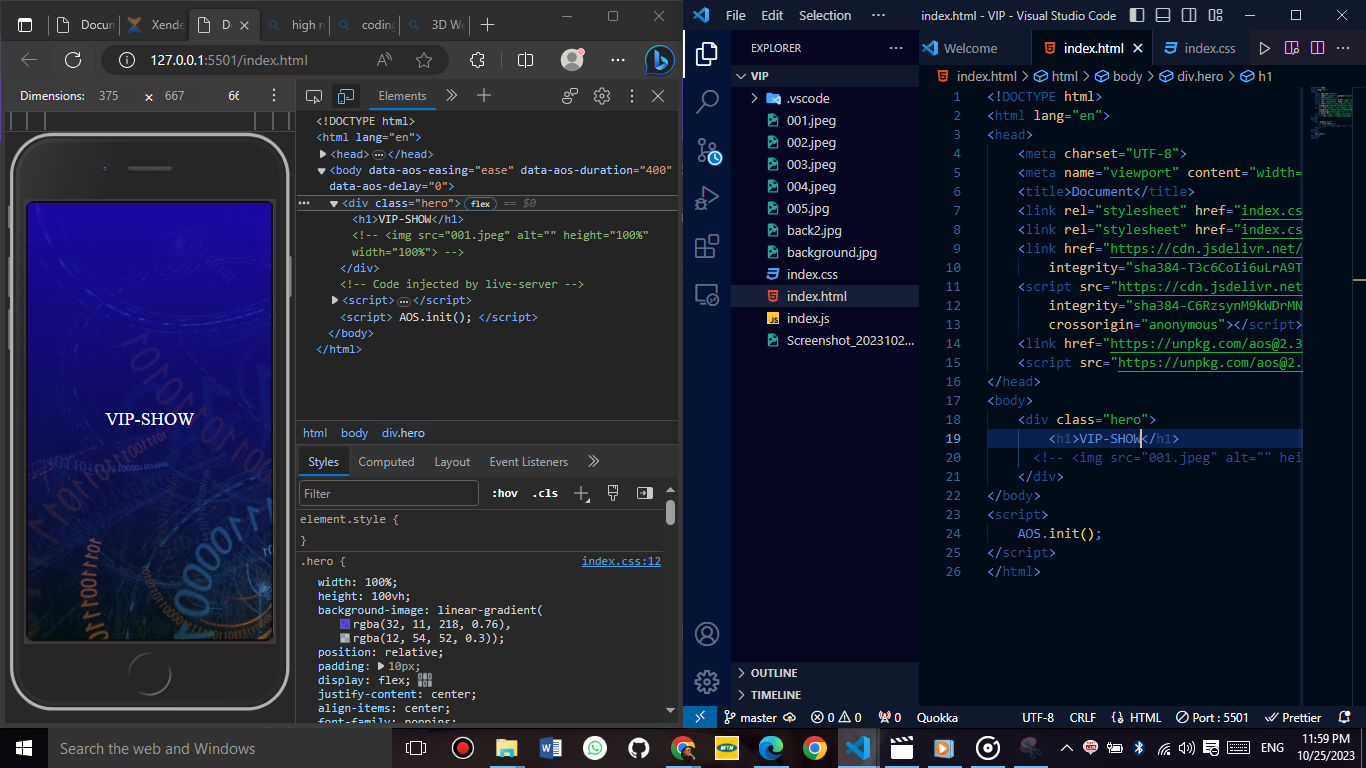 Docun
Xende
D
high r
coding
3D We
127.0.0.1:5501/index.html
Dimensions: 375 × 667 66
Elements
<!DOCTYPE html>
<html lang="en">
<head> </head>
<body data-aos-easing="ease" data-aos-duration="400"
data-aos-delay="0">
<div class="hero"> flex == $0
<h1>VIP-SHOW</h1>
<!-- <img src="001.jpeg" alt="" height="100%"
width="100%"> -->
</div>
<!-- Code injected by live-server -->
<script> </script>
<script> AOS.init(); </script>
</body>
</html>
VIP-SHOW
html body div.hero
Styles Computed Layout Event Listeners
Filter :hov .cls
element.style {
}
.hero { index.css:12
width: 100%;
height: 100vh;
background-image: linear-gradient(
rgba(32, 11, 218, 0.76),
rgba(12, 54, 52, 0.3));
position: relative;
padding: 10px;
display: flex;
justify-content: center;
align-items: center;
font-family: poppins;
File Edit Selection ··· index.html - VIP - Visual Studio Code
EXPLORER ···
VIP
.vscode
001.jpeg
002.jpeg
003.jpeg
004.jpeg
005.jpg
back2.jpg
background.jpg
index.css
index.html
index.js
Screenshot_2023102...
OUTLINE
TIMELINE
Welcome index.html index.css
index.html > html > body > div.hero > h1
1 <!DOCTYPE html>
2 <html lang="en">
3 <head>
4 <meta charset="UTF-8">
5 <meta name="viewport" content="width=
6 <title>Document</title>
7 <link rel="stylesheet" href="index.cs
8 <link rel="stylesheet" href="index.cs
9 <link href="https://cdn.jsdelivr.net/
10 integrity="sha384-T3c6CoIi6uLrA9T
11 <script src="https://cdn.jsdelivr.net
12 integrity="sha384-C6RzsynM9kWDrMN
13 crossorigin="anonymous"></script>
14 <link href="https://unpkg.com/aos@2.3
15 <script src="https://unpkg.com/aos@2.
16 </head>
17 <body>
18 <div class="hero">
19 <h1>VIP-SHOW</h1>
20 <!-- <img src="001.jpeg" alt="" hei
21 </div>
22 </body>
23 <script>
24 AOS.init();
25 </script>
26 </html>
master 0 0 0 Quokka UTF-8 CRLF {} HTML Port : 5501 Prettier
Search the web and Windows
MTN
ENG
11:59 PM
10/25/2023